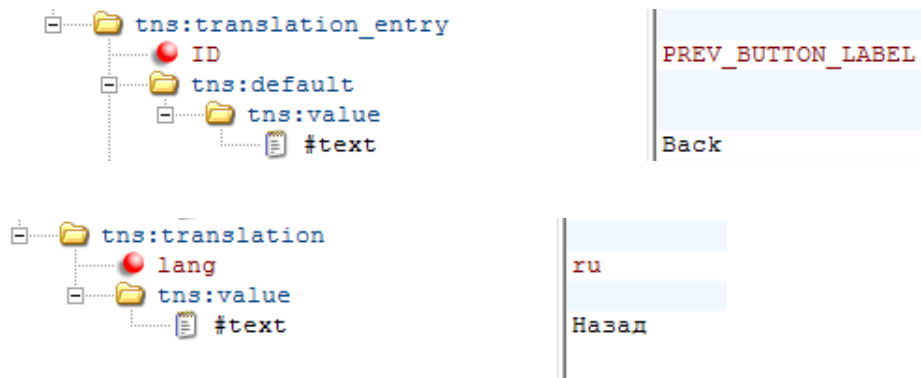 tns:translation_entry
ID PREV_BUTTON_LABEL
tns:default
tns:value
#text Back
tns:translation
lang ru
tns:value
#text Назад